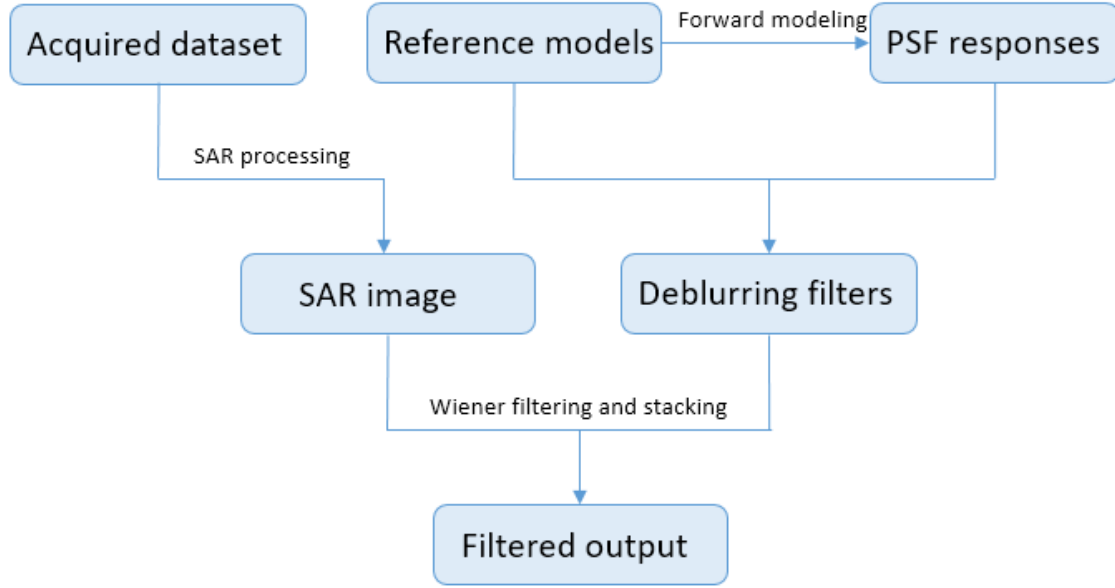 Acquired dataset
Reference models
Forward modeling
PSF responses
SAR processing
SAR image
Deblurring filters
Wiener filtering and stacking
Filtered output